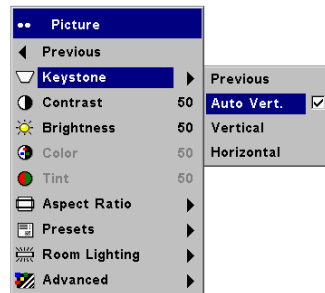 Picture
Previous
Keystone
Contrast 50
Brightness 50
Color 50
Tint 50
Aspect Ratio
Presets
Room Lighting
Advanced
Previous
Auto Vert.
Vertical
Horizontal